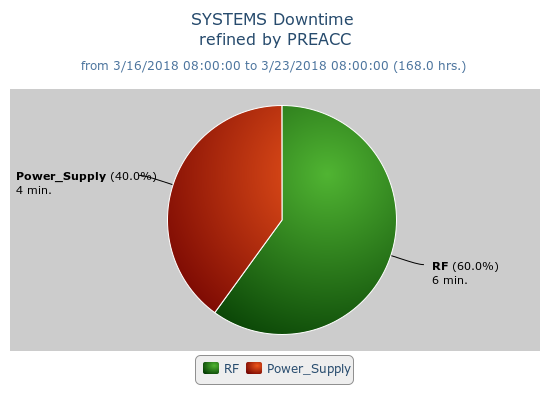 SYSTEMS Downtime
refined by PREACC
from 3/16/2018 08:00:00 to 3/23/2018 08:00:00 (168.0 hrs.)
Power_Supply (40.0%)
4 min.
RF (60.0%)
6 min.
RF Power_Supply